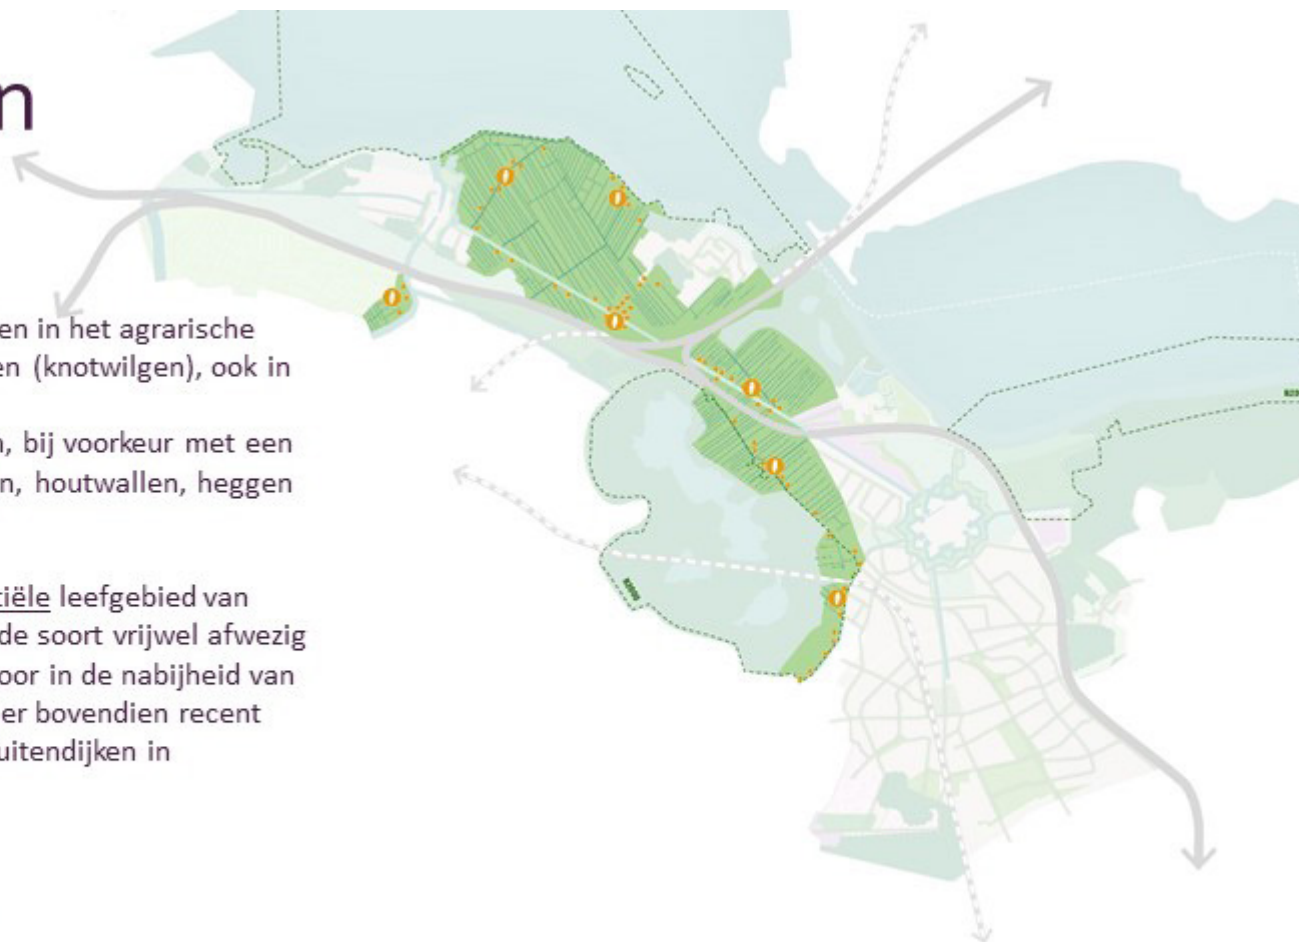 n
en in het agrarische
en (knotwilgen), ook in
n, bij voorkeur met een
n, houtwallen, heggen
tiële leefgebied van
de soort vrijwel afwezig
oor in de nabijheid van
er bovendien recent
uitendijken in